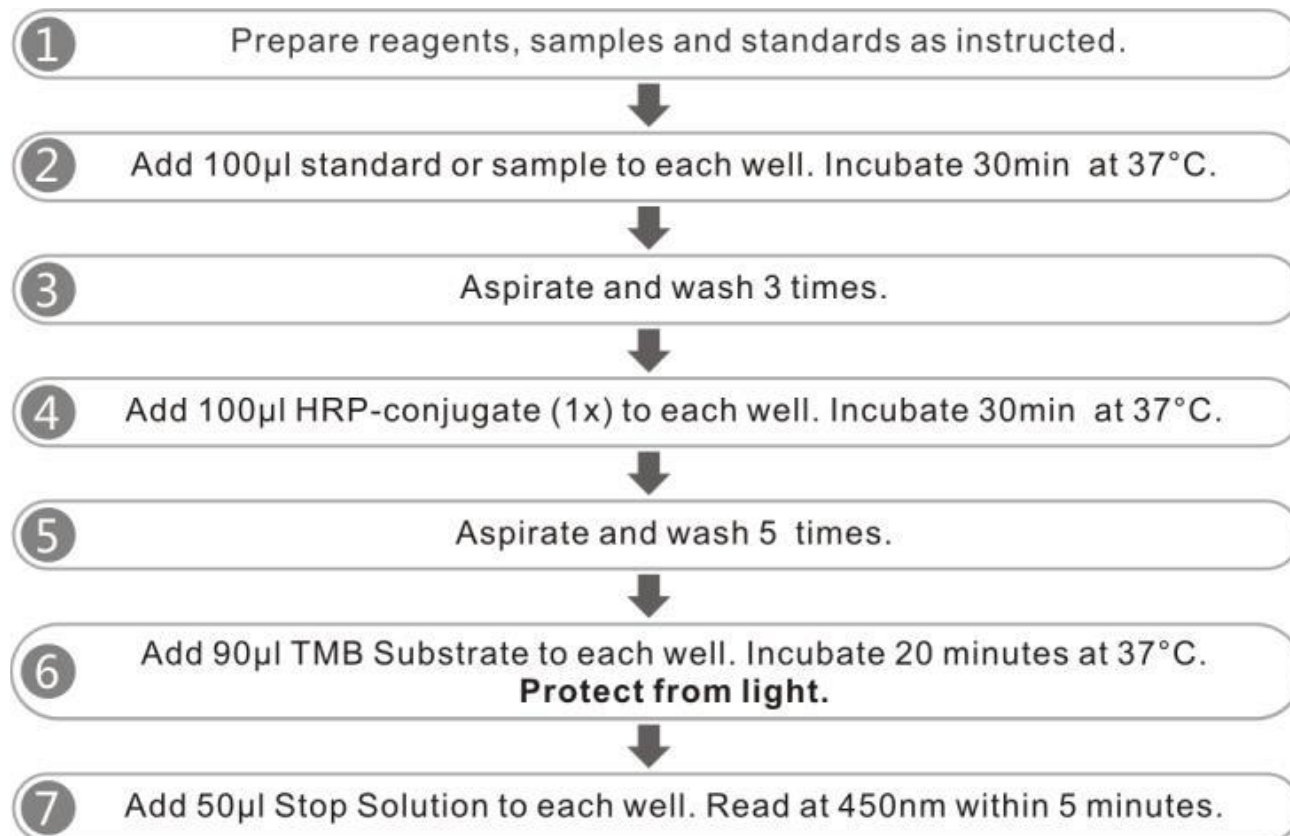 1 Prepare reagents, samples and standards as instructed.
2 Add 100µl standard or sample to each well. Incubate 30min at 37°C.
3 Aspirate and wash 3 times.
4 Add 100µl HRP-conjugate (1x) to each well. Incubate 30min at 37°C.
5 Aspirate and wash 5 times.
6 Add 90µl TMB Substrate to each well. Incubate 20 minutes at 37°C.
Protect from light.
7 Add 50µl Stop Solution to each well. Read at 450nm within 5 minutes.